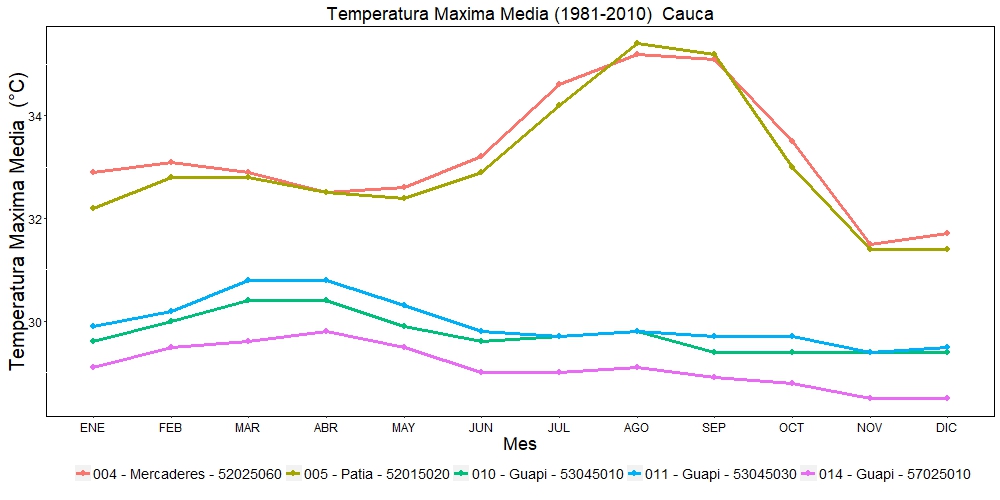 Temperatura Maxima Media (1981-2010)  Cauca
Temperatura Maxima Media (°C)
34
32
30
ENE FEB MAR ABR MAY JUN JUL AGO SEP OCT NOV DIC
Mes
004 - Mercaderes - 52025060 005 - Patia - 52015020 010 - Guapi - 53045010 011 - Guapi - 53045030 014 - Guapi - 57025010